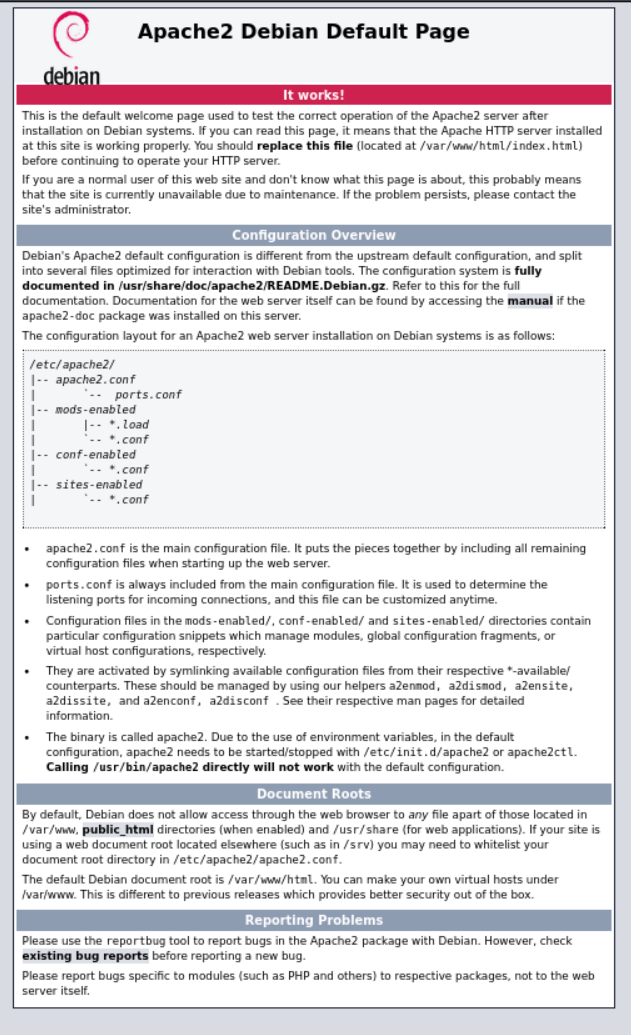 debian
Apache2 Debian Default Page
It works!
This is the default welcome page used to test the correct operation of the Apache2 server after
installation on Debian systems. If you can read this page, it means that the Apache HTTP server installed
at this site is working properly. You should replace this file (located at /var/www/html/index.html)
before continuing to operate your HTTP server.
If you are a normal user of this web site and don't know what this page is about, this probably means
that the site is currently unavailable due to maintenance. If the problem persists, please contact the
site's administrator.
Configuration Overview
Debian's Apache2 default configuration is different from the upstream default configuration, and split
into several files optimized for interaction with Debian tools. The configuration system is fully
documented in /usr/share/doc/apache2/README.Debian.gz. Refer to this for the full
documentation. Documentation for the web server itself can be found by accessing the manual if the
apache2-doc package was installed on this server.
The configuration layout for an Apache2 web server installation on Debian systems is as follows:
/etc/apache2/
|-- apache2.conf
|       `--  ports.conf
|-- mods-enabled
|       |-- *.load
|       `-- *.conf
|-- conf-enabled
|       `-- *.conf
|-- sites-enabled
|       `-- *.conf
• apache2.conf is the main configuration file. It puts the pieces together by including all remaining
configuration files when starting up the web server.
• ports.conf is always included from the main configuration file. It is used to determine the
listening ports for incoming connections, and this file can be customized anytime.
• Configuration files in the mods-enabled/, conf-enabled/ and sites-enabled/ directories contain
particular configuration snippets which manage modules, global configuration fragments, or
virtual host configurations, respectively.
• They are activated by symlinking available configuration files from their respective *-available/
counterparts. These should be managed by using our helpers a2enmod, a2dismod, a2ensite,
a2dissite, and a2enconf, a2disconf . See their respective man pages for detailed
information.
• The binary is called apache2. Due to the use of environment variables, in the default
configuration, apache2 needs to be started/stopped with /etc/init.d/apache2 or apache2ctl.
Calling /usr/bin/apache2 directly will not work with the default configuration.
Document Roots
By default, Debian does not allow access through the web browser to any file apart of those located in
/var/www, public_html directories (when enabled) and /usr/share (for web applications). If your site is
using a web document root located elsewhere (such as in /srv) you may need to whitelist your
document root directory in /etc/apache2/apache2.conf.
The default Debian document root is /var/www/html. You can make your own virtual hosts under
/var/www. This is different to previous releases which provides better security out of the box.
Reporting Problems
Please use the reportbug tool to report bugs in the Apache2 package with Debian. However, check
existing bug reports before reporting a new bug.
Please report bugs specific to modules (such as PHP and others) to respective packages, not to the web
server itself.